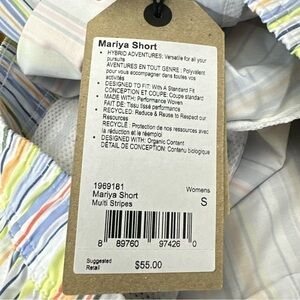 Mariya Short
• HYBRID ADVENTURES: Versatile for all your
pursuits
AVENTURES EN TOUT GENRE : Polyvalent
pour vous accompagner dans toutes vos
activités
• DESIGNED TO FIT: With A Standard Fit
CONCEPTION ET COUPE: Coupe standard
• MADE WITH: Performance Woven
FAIT DE: Tissu tissé performance
• RECYCLED: Reduce & Reuse to Respect our
Resources
RECYCLÉ : Protection de nos ressources avec
la réduction et le réemploi
• DESIGNED WITH: Organic Content
DÉTAIL DE CONCEPTION: Contenu biologique
1969181
Womens
Mariya Short
S
Multi Stripes
8 89760 97426 0
Suggested
Retail
$55.00